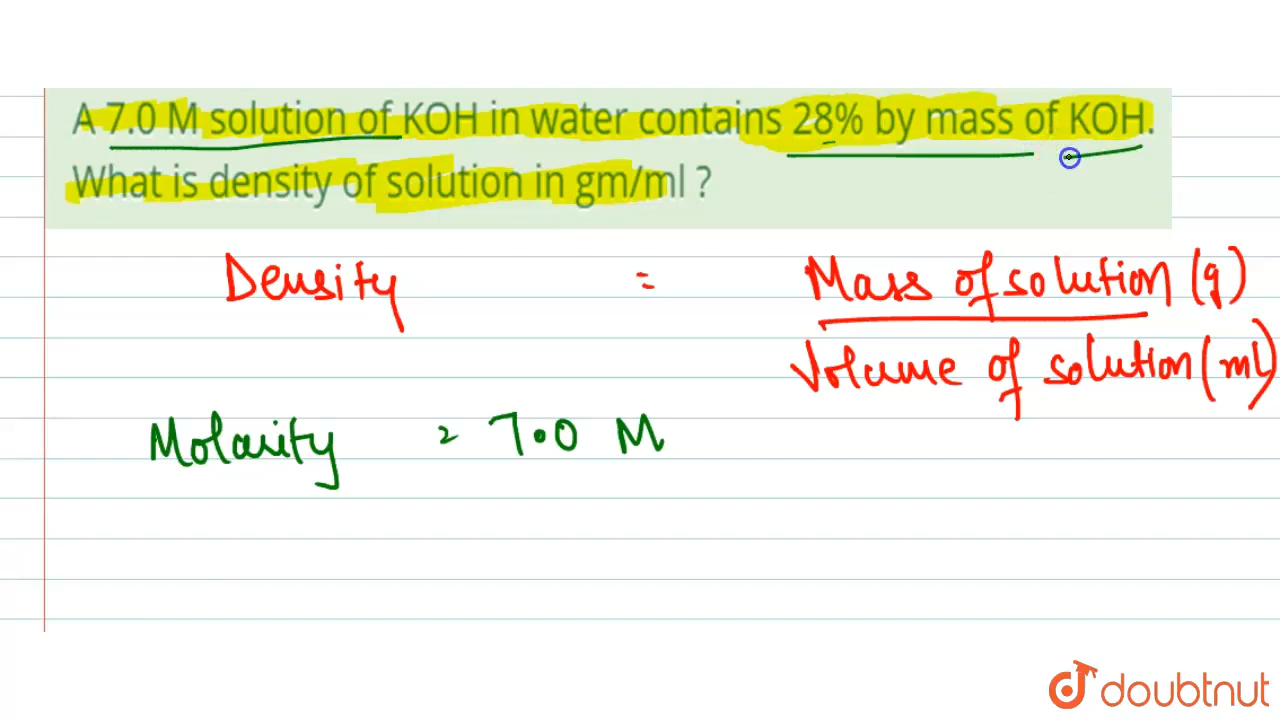 A 7.0 M solution of KOH in water contains 28% by mass of KOH.
What is density of solution in gm/ml ?
Density = Mass of solution (g)
Volume of solution (ml)
Molarity = 7.0 M
doubtnut